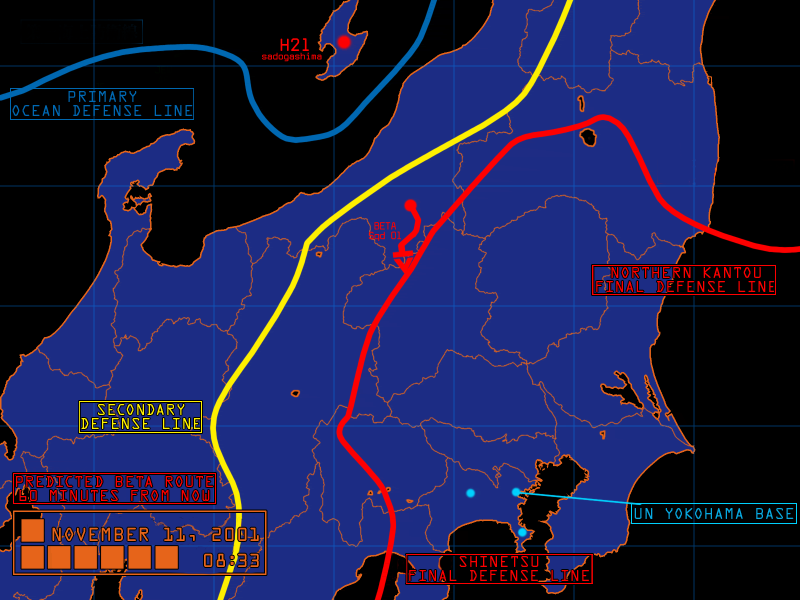 H21
sadogashima
PRIMARY
OCEAN DEFENSE LINE
BETA
NORTHERN KANTOU
FINAL DEFENSE LINE
SECONDARY
DEFENSE LINE
PREDICTED BETA ROUTE
60 MINUTES FROM NOW
UN YOKOHAMA BASE
NOVEMBER 11, 2001
08:33
SHINETSU
FINAL DEFENSE LINE